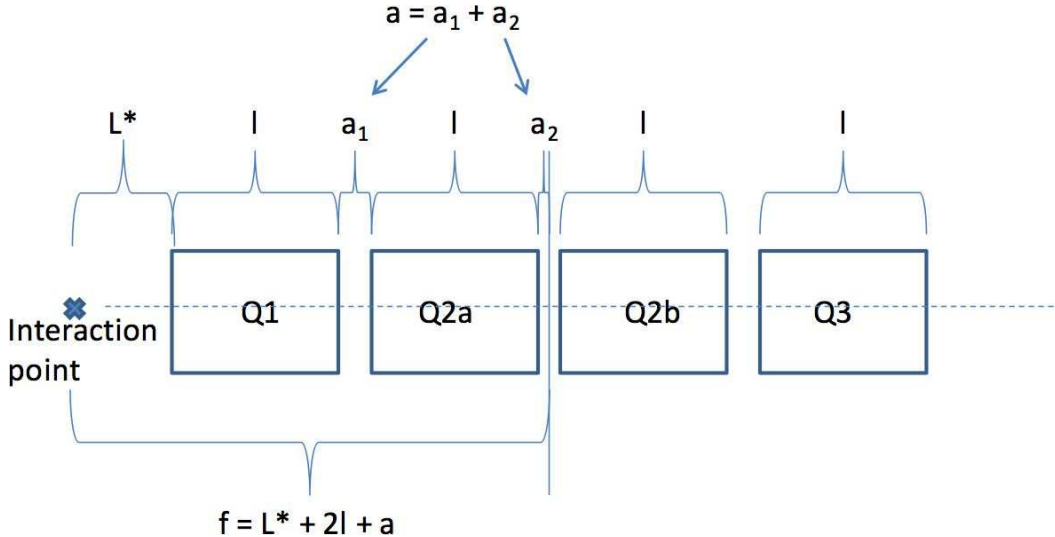 a = a₁ + a₂
L* l a₁ l a₂ l l
Q1 Q2a Q2b Q3
Interaction
point
f = L* + 2l + a